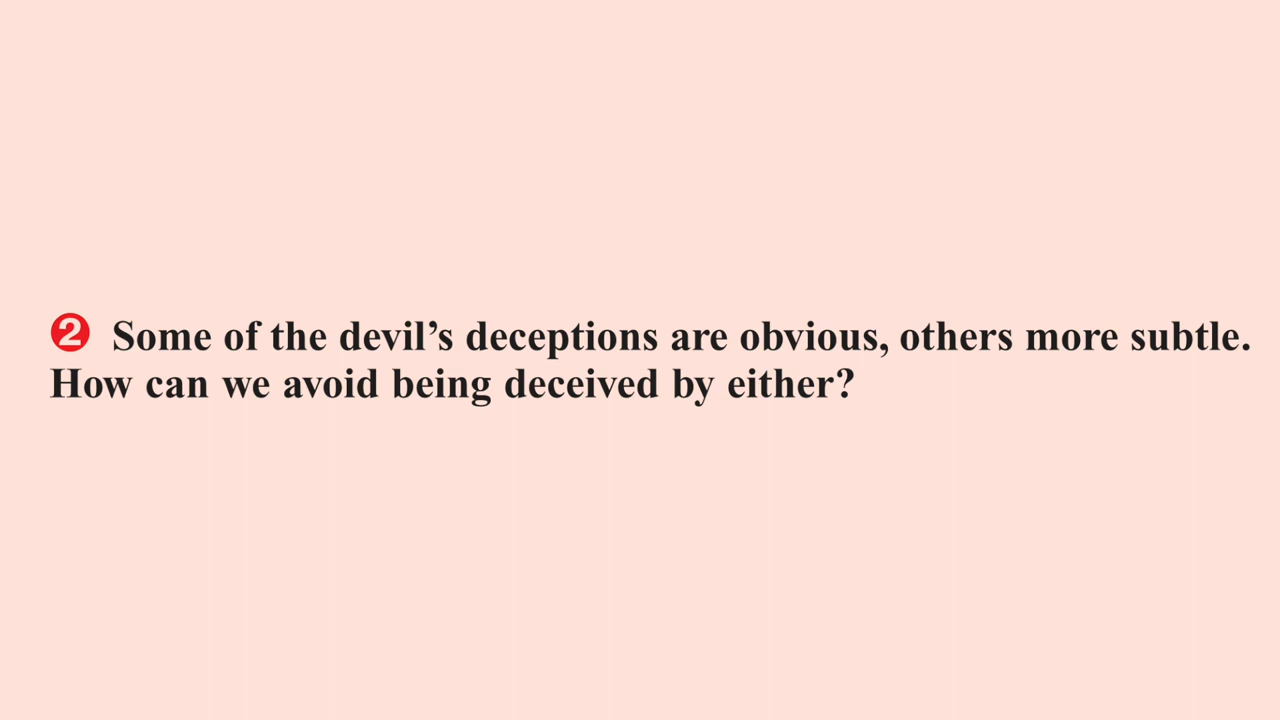 ❷ Some of the devil’s deceptions are obvious, others more subtle.
How can we avoid being deceived by either?